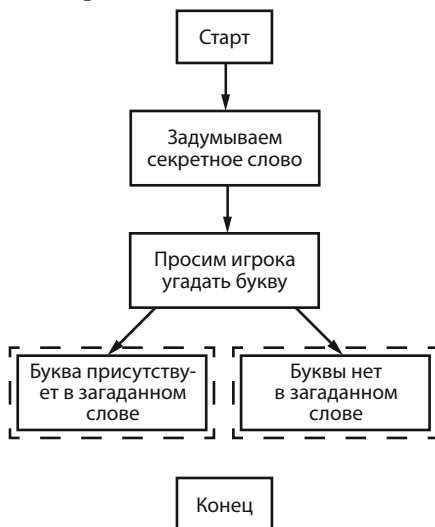 Старт
Задумываем
секретное слово
Просим игрока
угадать букву
Буква присутству-
ет в загаданном
слове
Буквы нет
в загаданном
слове
Конец